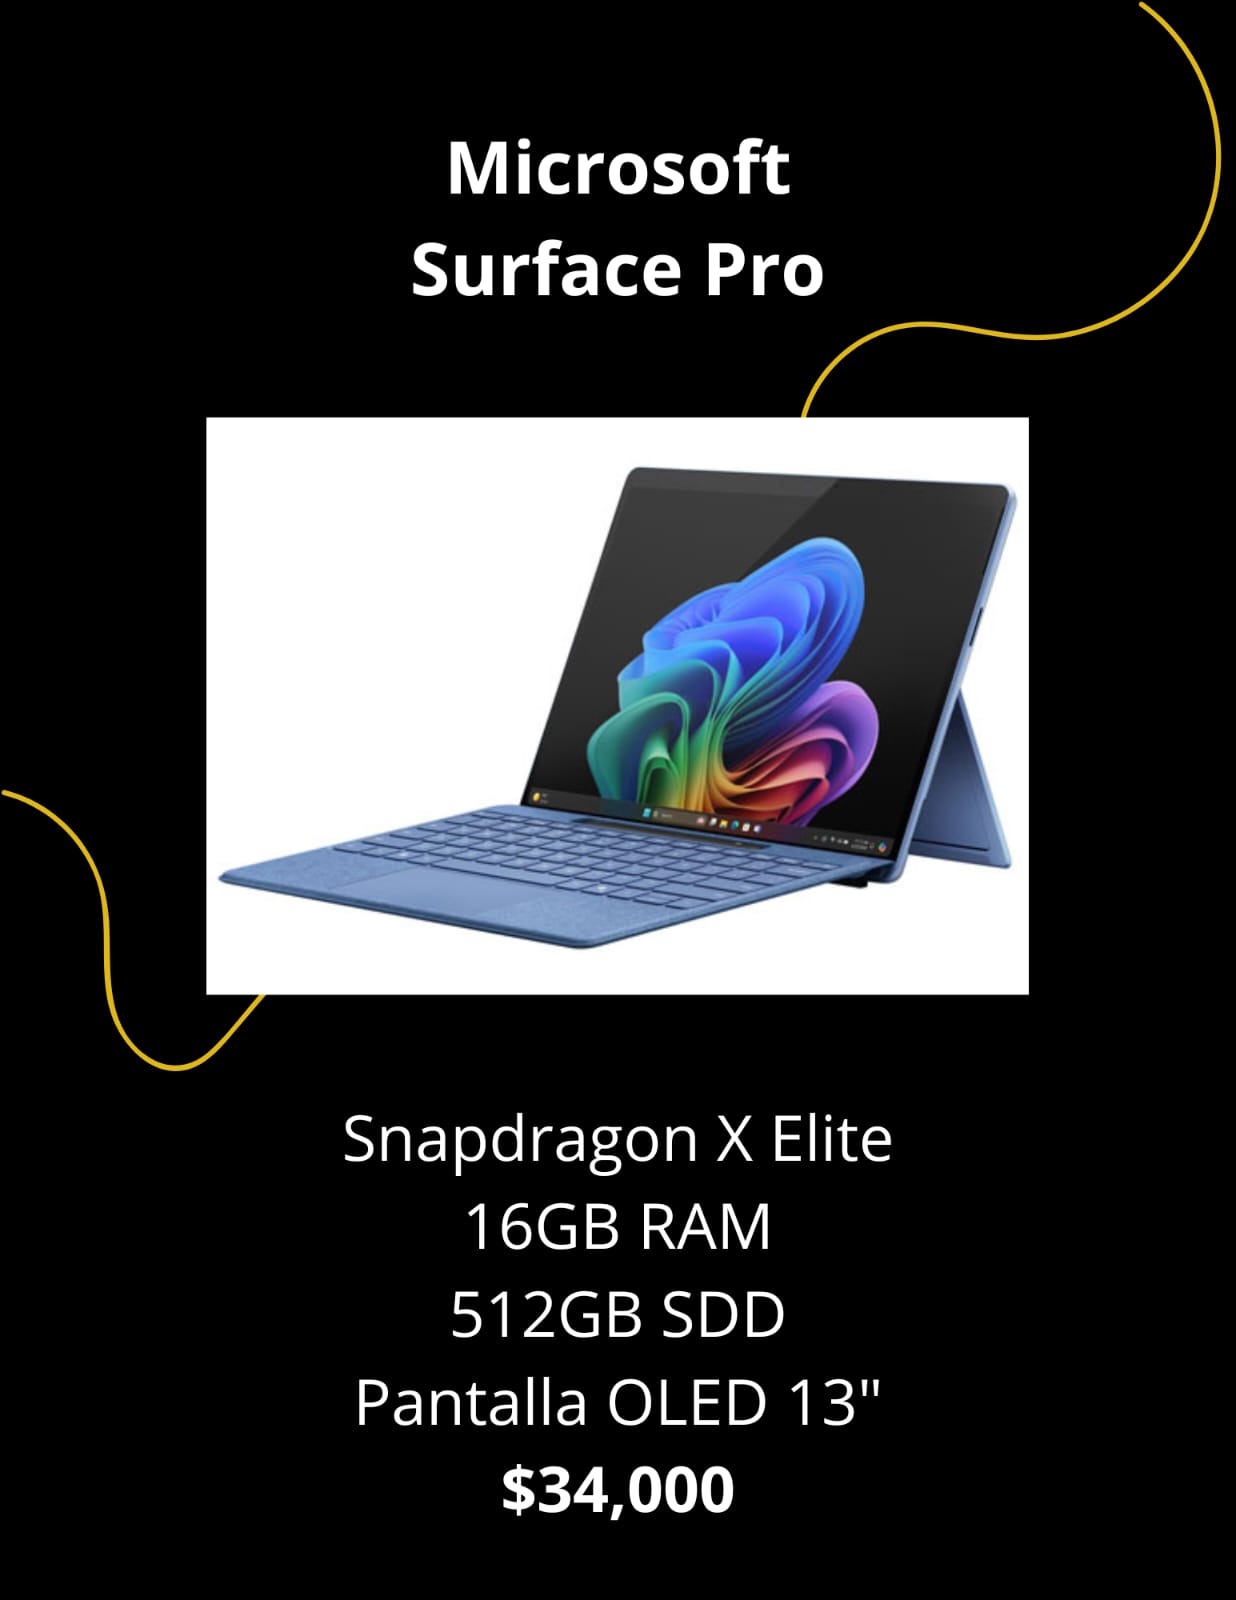 Microsoft
Surface Pro
Snapdragon X Elite
16GB RAM
512GB SDD
Pantalla OLED 13"
$34,000